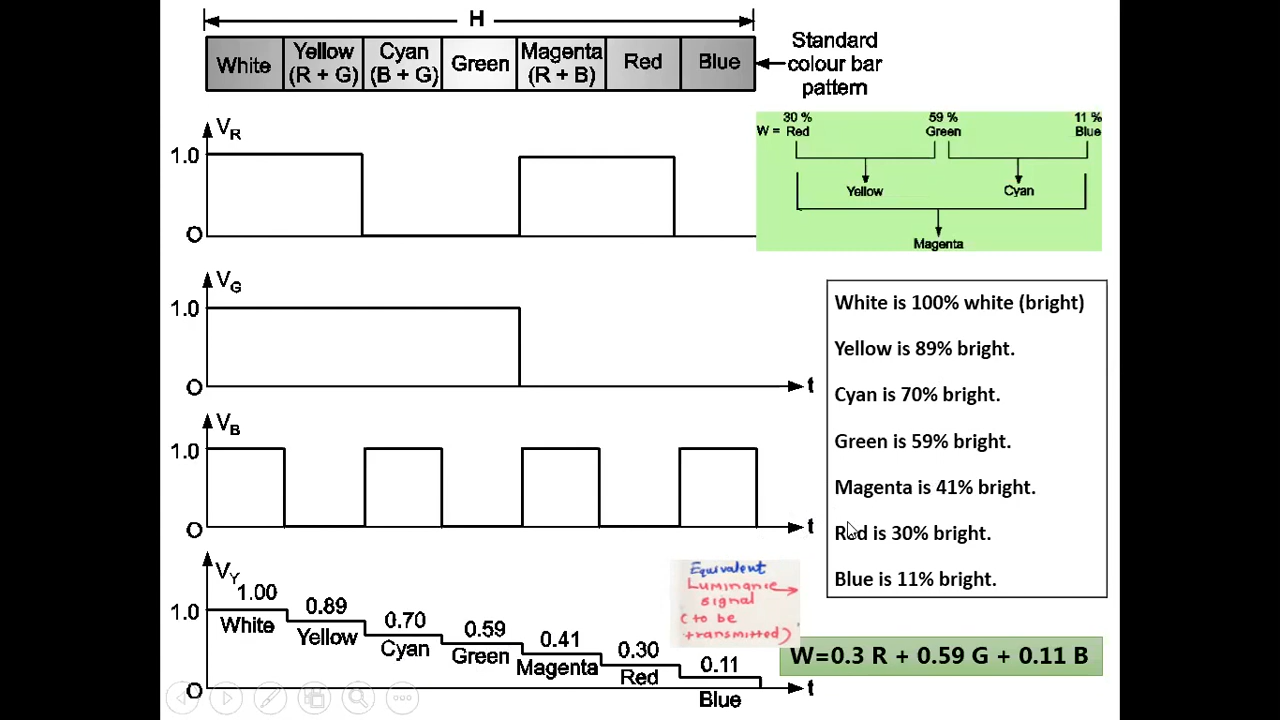 H
White
Yellow
(R + G)
Cyan
(B + G)
Green
Magenta
(R + B)
Red
Blue
Standard
colour bar
pattern
VR
1.0
O
30 %
59 %
11 %
W = Red
Green
Blue
Yellow
Cyan
Magenta
VG
1.0
O
t
VB
1.0
O
t
White is 100% white (bright)
Yellow is 89% bright.
Cyan is 70% bright.
Green is 59% bright.
Magenta is 41% bright.
Red is 30% bright.
Blue is 11% bright.
VY
1.0
O
1.00
White
0.89
Yellow
0.70
Cyan
0.59
Green
0.41
Magenta
0.30
Red
0.11
Blue
t
Equivalent
Luminance
signal
(to be
transmitted)
W=0.3 R + 0.59 G + 0.11 B